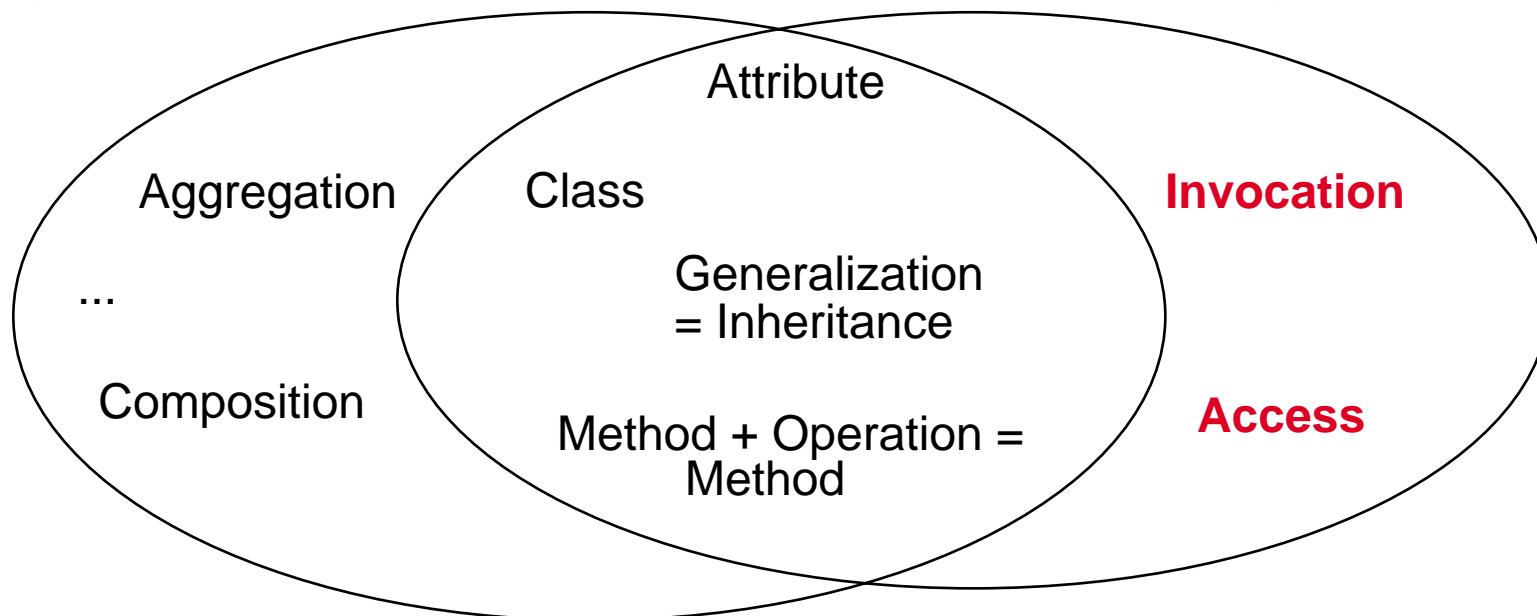 Attribute
Aggregation
Class
Invocation
Generalization
= Inheritance
...
Composition
Access
Method + Operation =
Method